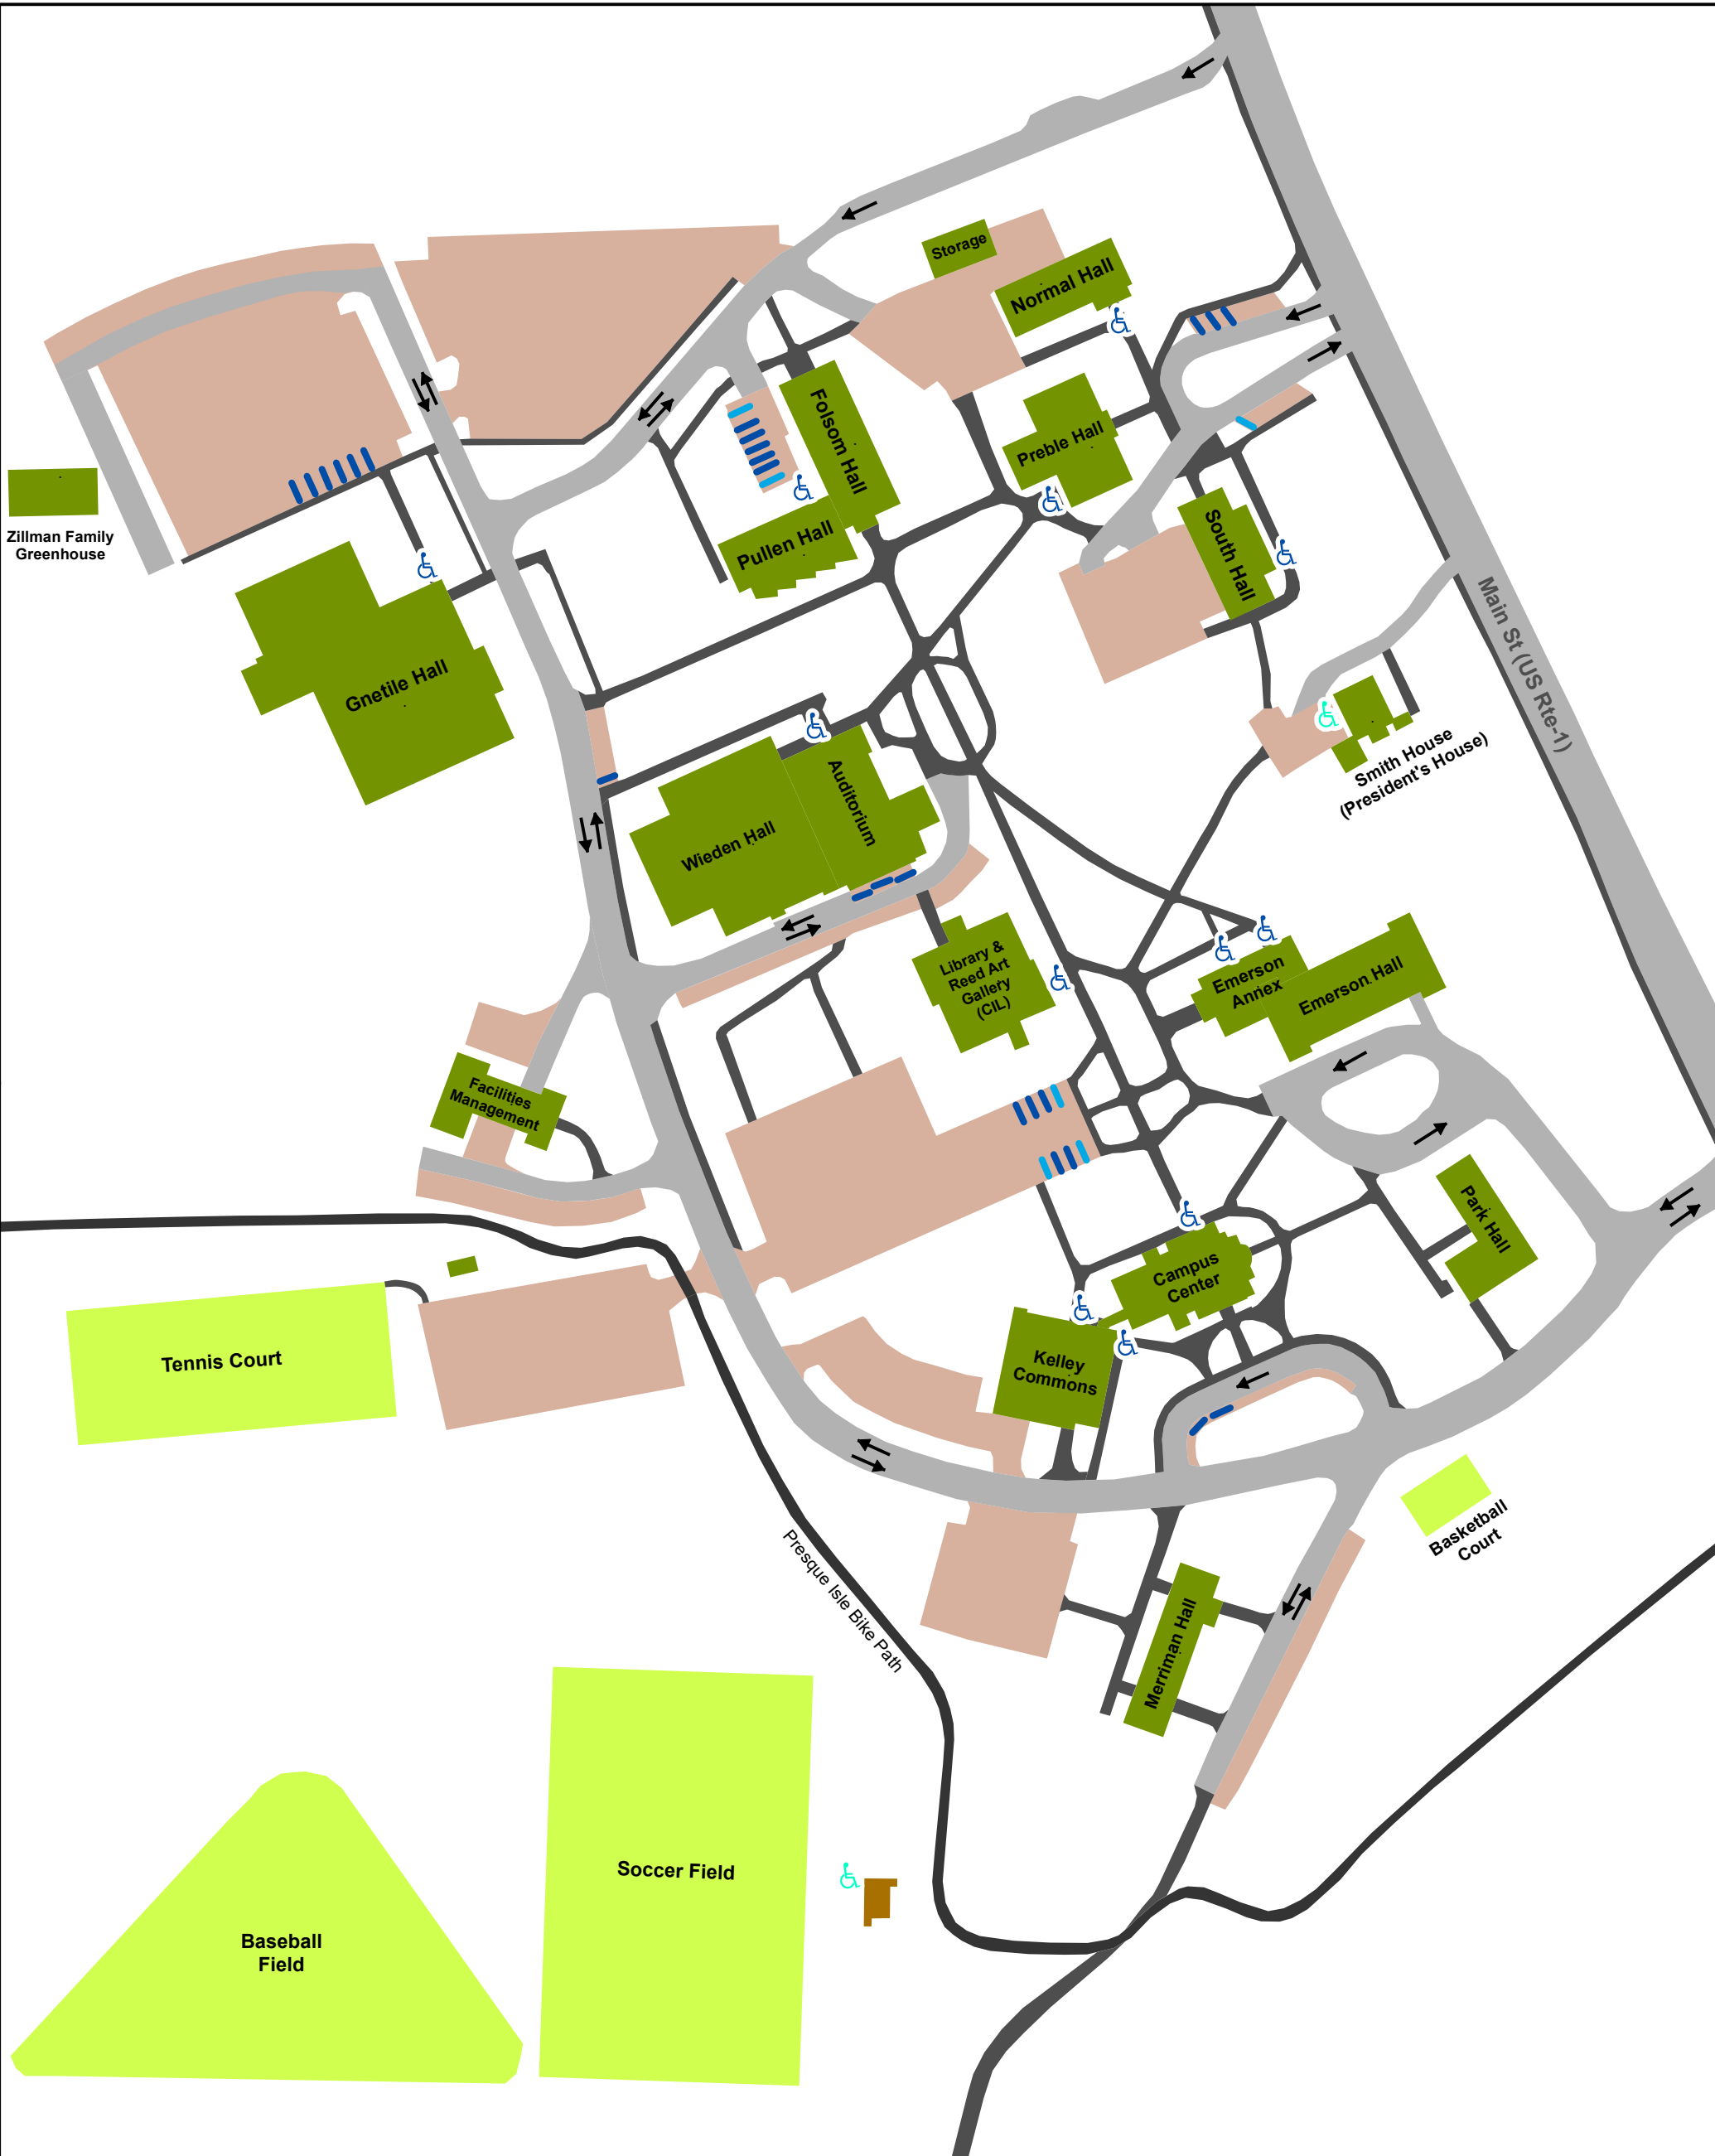 Storage
Normal Hall
Folsom Hall
Preble Hall
Pullen Hall
South Hall
Zillman Family
Greenhouse
Gnetile Hall
Main St (US Rte-1)
Smith House
(President's House)
Auditorium
Wieden Hall
Library &
Reed Art
Gallery
(CIL)
Emerson
Annex
Emerson Hall
Facilities
Management
Park Hall
Campus
Center
Tennis Court
Kelley
Commons
Basketball
Court
Presque Isle Bike Path
Merriman Hall
Soccer Field
Baseball
Field